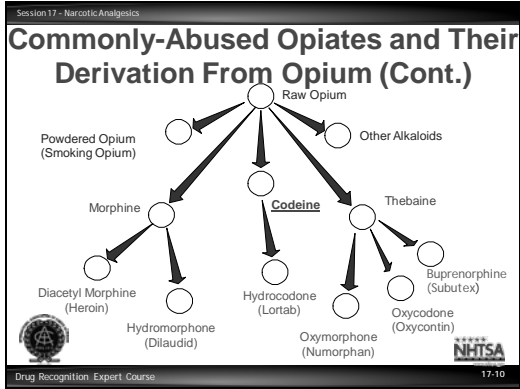 Session 17 - Narcotic Analgesics
Commonly-Abused Opiates and Their
Derivation From Opium (Cont.)
Raw Opium
Powdered Opium
(Smoking Opium)
Other Alkaloids
Morphine
Codeine
Thebaine
Diacetyl Morphine
(Heroin)
Hydromorphone
(Dilaudid)
Hydrocodone
(Lortab)
Oxymorphone
(Numorphan)
Oxycodone
(Oxycontin)
Buprenorphine
(Subutex)
NHTSA
Drug Recognition Expert Course
17-10